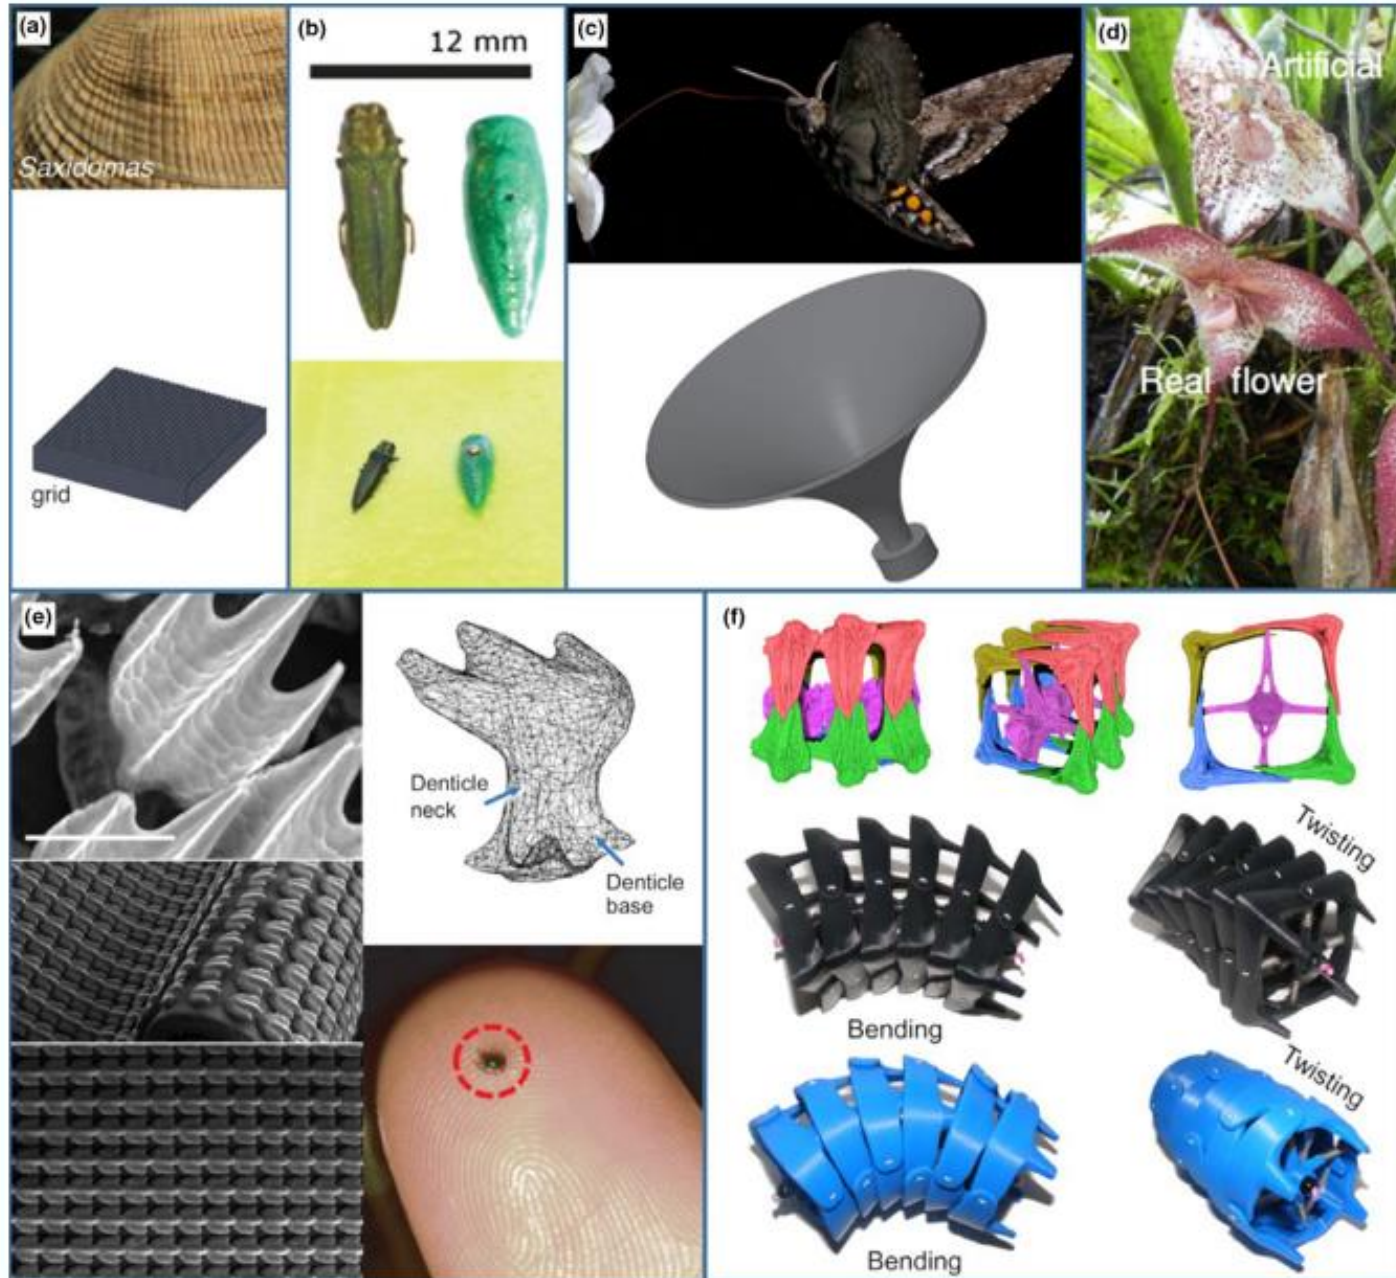 (a)
Saxidomas
grid
(b)
12 mm
(c)
(d)
Artificial
Real flower
(e)
Denticle
neck
Denticle
base
(f)
Twisting
Bending
Twisting
Bending